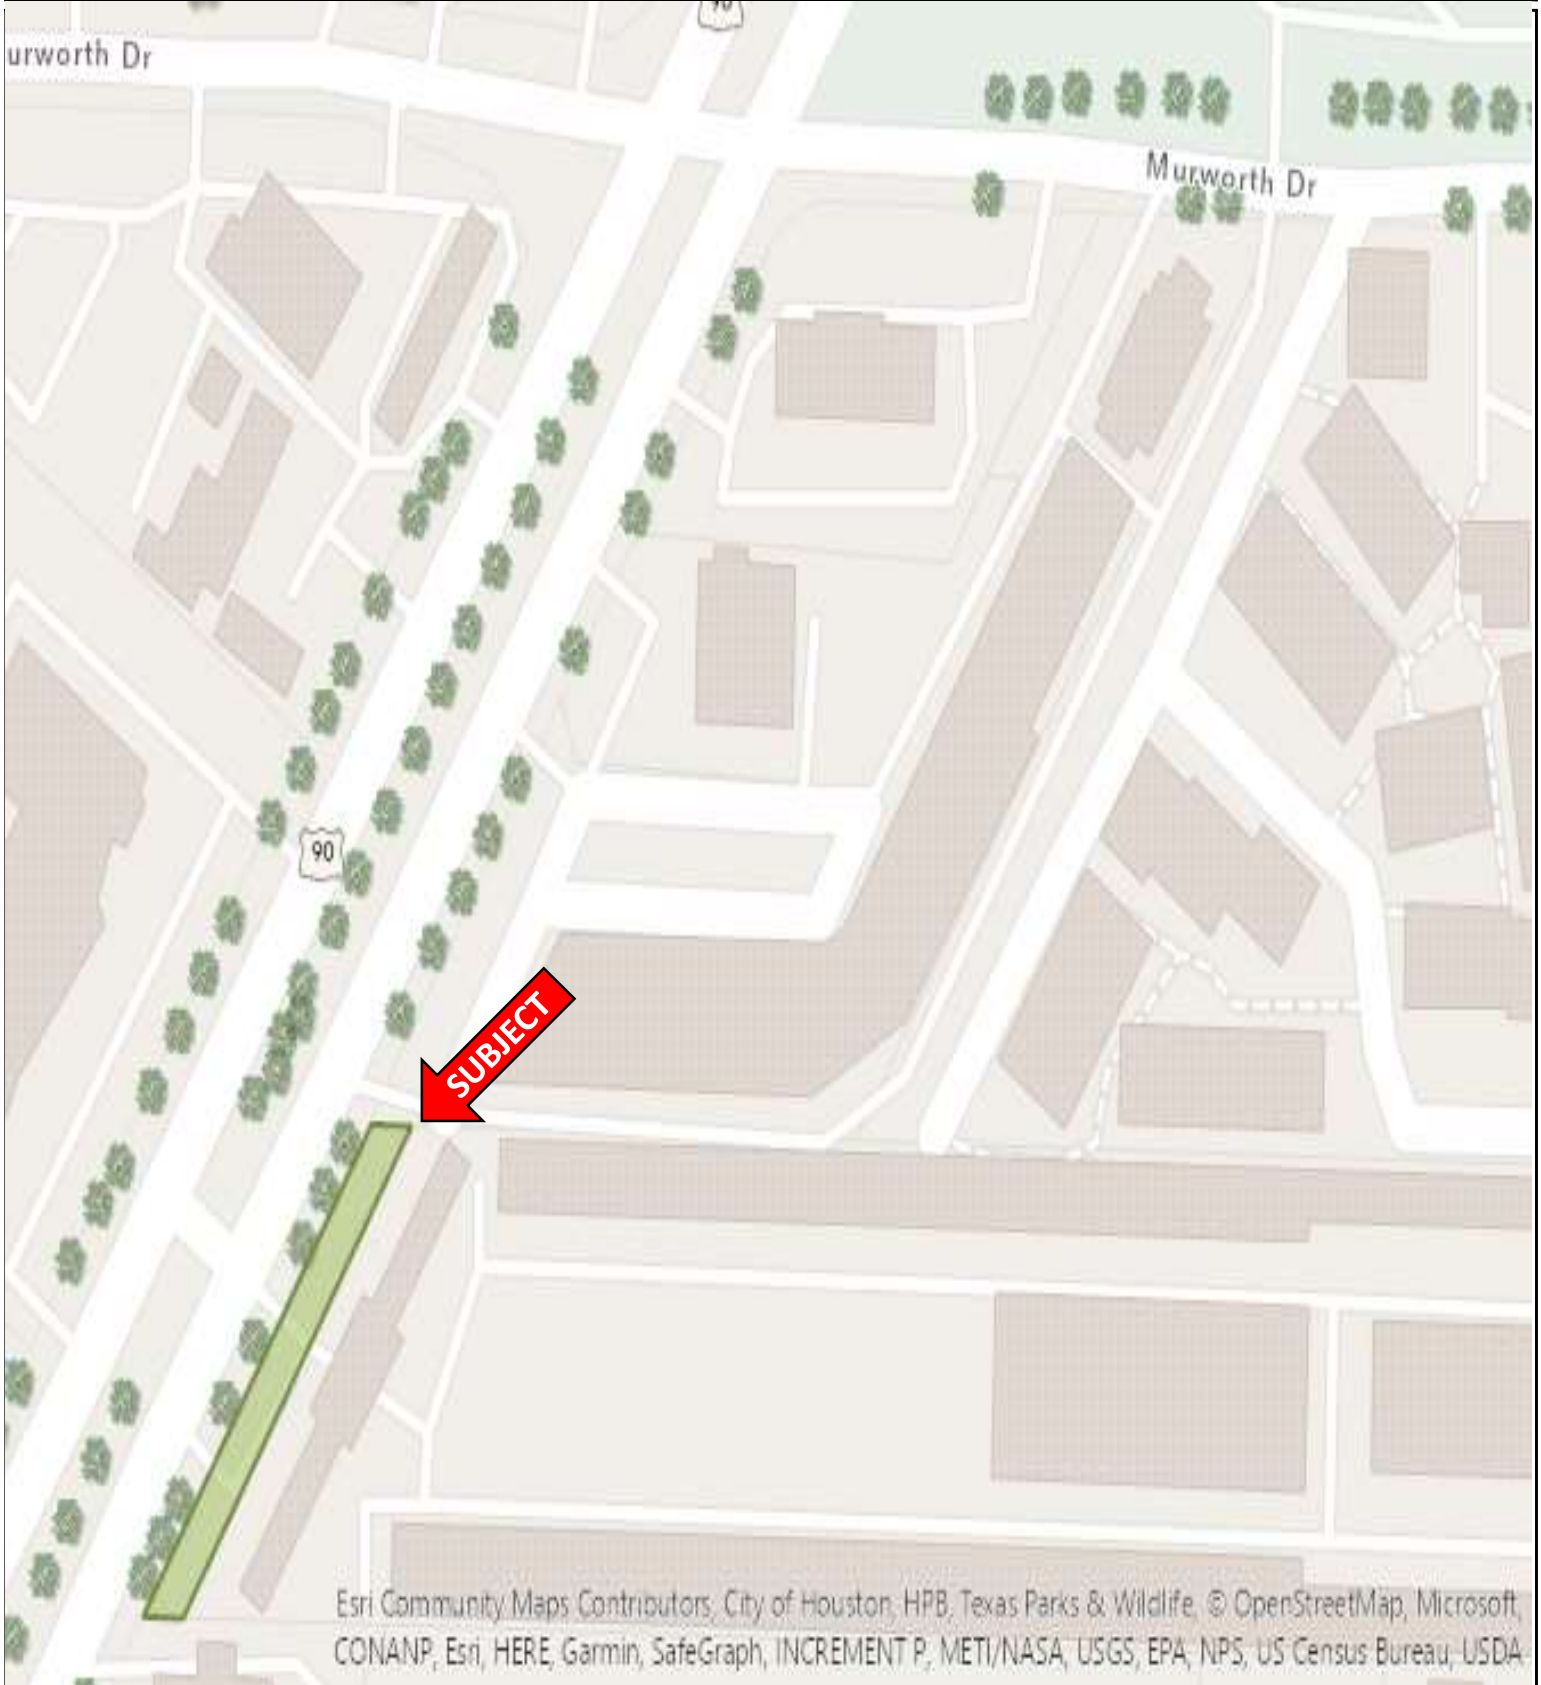 90
urworth Dr
Murworth Dr
90
SUBJECT
Esri Community Maps Contributors, City of Houston, HPB, Texas Parks & Wildlife, © OpenStreetMap, Microsoft,
CONANP, Esri, HERE, Garmin, SafeGraph, INCREMENT P, METI/NASA, USGS, EPA, NPS, US Census Bureau, USDA